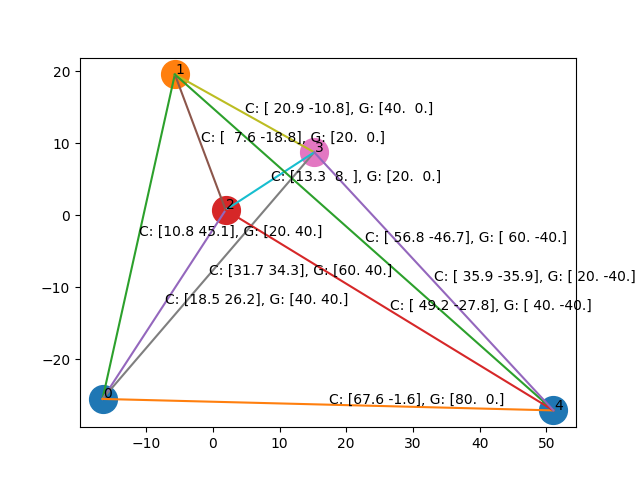 20
10
0
−10
−20
1
C: [ 20.9 -10.8], G: [40.  0.]
C: [  7.6 -18.8], G: [20.  0.]
3
C: [13.3  8. ], G: [20.  0.]
2
C: [10.8 45.1], G: [20. 40.]
C: [ 56.8 -46.7], G: [ 60. -40.]
C: [31.7 34.3], G: [60. 40.]
C: [ 35.9 -35.9], G: [ 20. -40.]
C: [18.5 26.2], G: [40. 40.]
C: [ 49.2 -27.8], G: [ 40. -40.]
0
C: [67.6 -1.6], G: [80.  0.]
4
−10 0 10 20 30 40 50